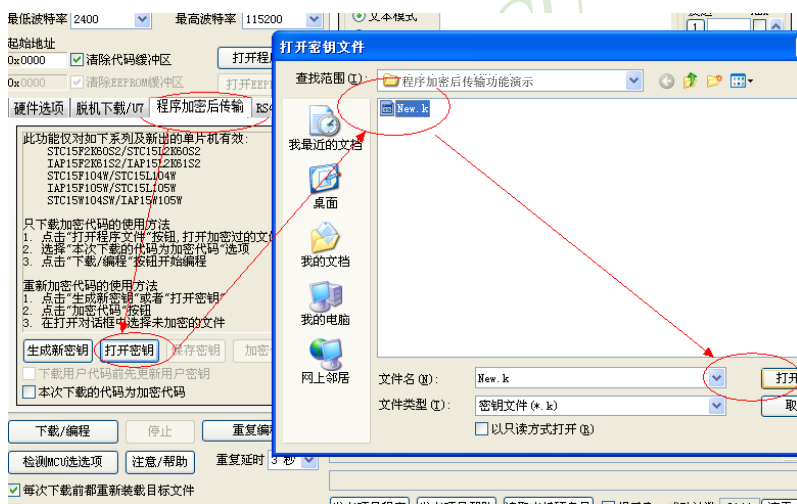 最低波特率 2400 最高波特率 115200
文本模式
起始地址
0x0000 清除代码缓冲区 打开程
0x0000 清除EEPROM缓冲区 打开EEP
硬件选项 脱机下载/U7 程序加密后传输 RS4
此功能仅对如下系列及新出的单片机有效:
STC15F2K60S2/STC15L2K60S2
IAP15F2K61S2/IAP15L2K61S2
STC15F104W/STC15L104W
IAP15F105W/STC15L105W
STC15W104SW/IAP15W105W
只下载加密代码的使用方法
1. 点击"打开程序文件"按钮,打开加密过的文
2. 选择"本次下载的代码为加密代码"选项
3. 点击"下载/编程"按钮开始编程
重新加密代码的使用方法
1. 点击"生成新密钥"或者"打开密钥"
2. 点击"加密代码"按钮
3. 在打开对话框中选择未加密的文件
生成新密钥 打开密钥 保存密钥 加密
下载用户代码前先更新用户密钥
本次下载的代码为加密代码
下载/编程 停止 重复编
检测MCU选选项 注意/帮助 重复延时 3 秒
每次下载前都重新装载目标文件
打开密钥文件
查找范围(I): 程序加密后传输功能演示
New.k
我最近的文档
桌面
我的文档
我的电脑
网上邻居
文件名(N): New.k 打开
文件类型(T): 密钥文件(*.k) 取
以只读方式打开(R)